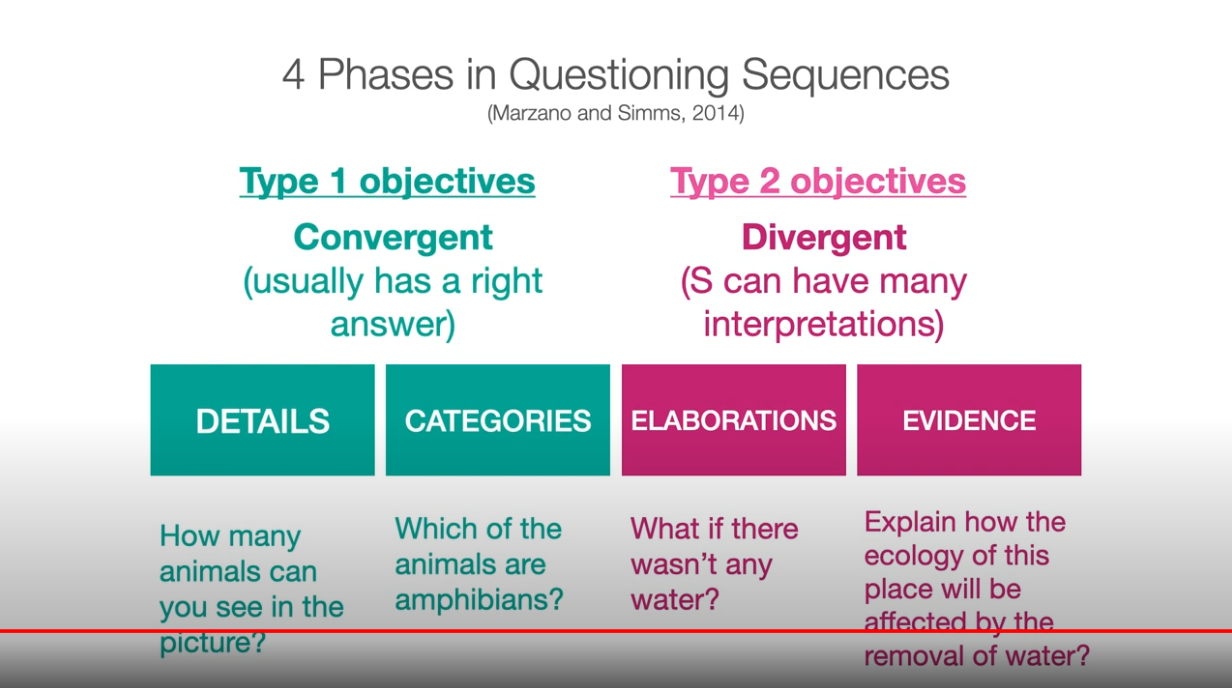 4 Phases in Questioning Sequences
(Marzano and Simms, 2014)
Type 1 objectives
Convergent
(usually has a right
answer)
Type 2 objectives
Divergent
(S can have many
interpretations)
DETAILS
CATEGORIES
ELABORATIONS
EVIDENCE
How many
animals can
you see in the
picture?
Which of the
animals are
amphibians?
What if there
wasn't any
water?
Explain how the
ecology of this
place will be
affected by the
removal of water?